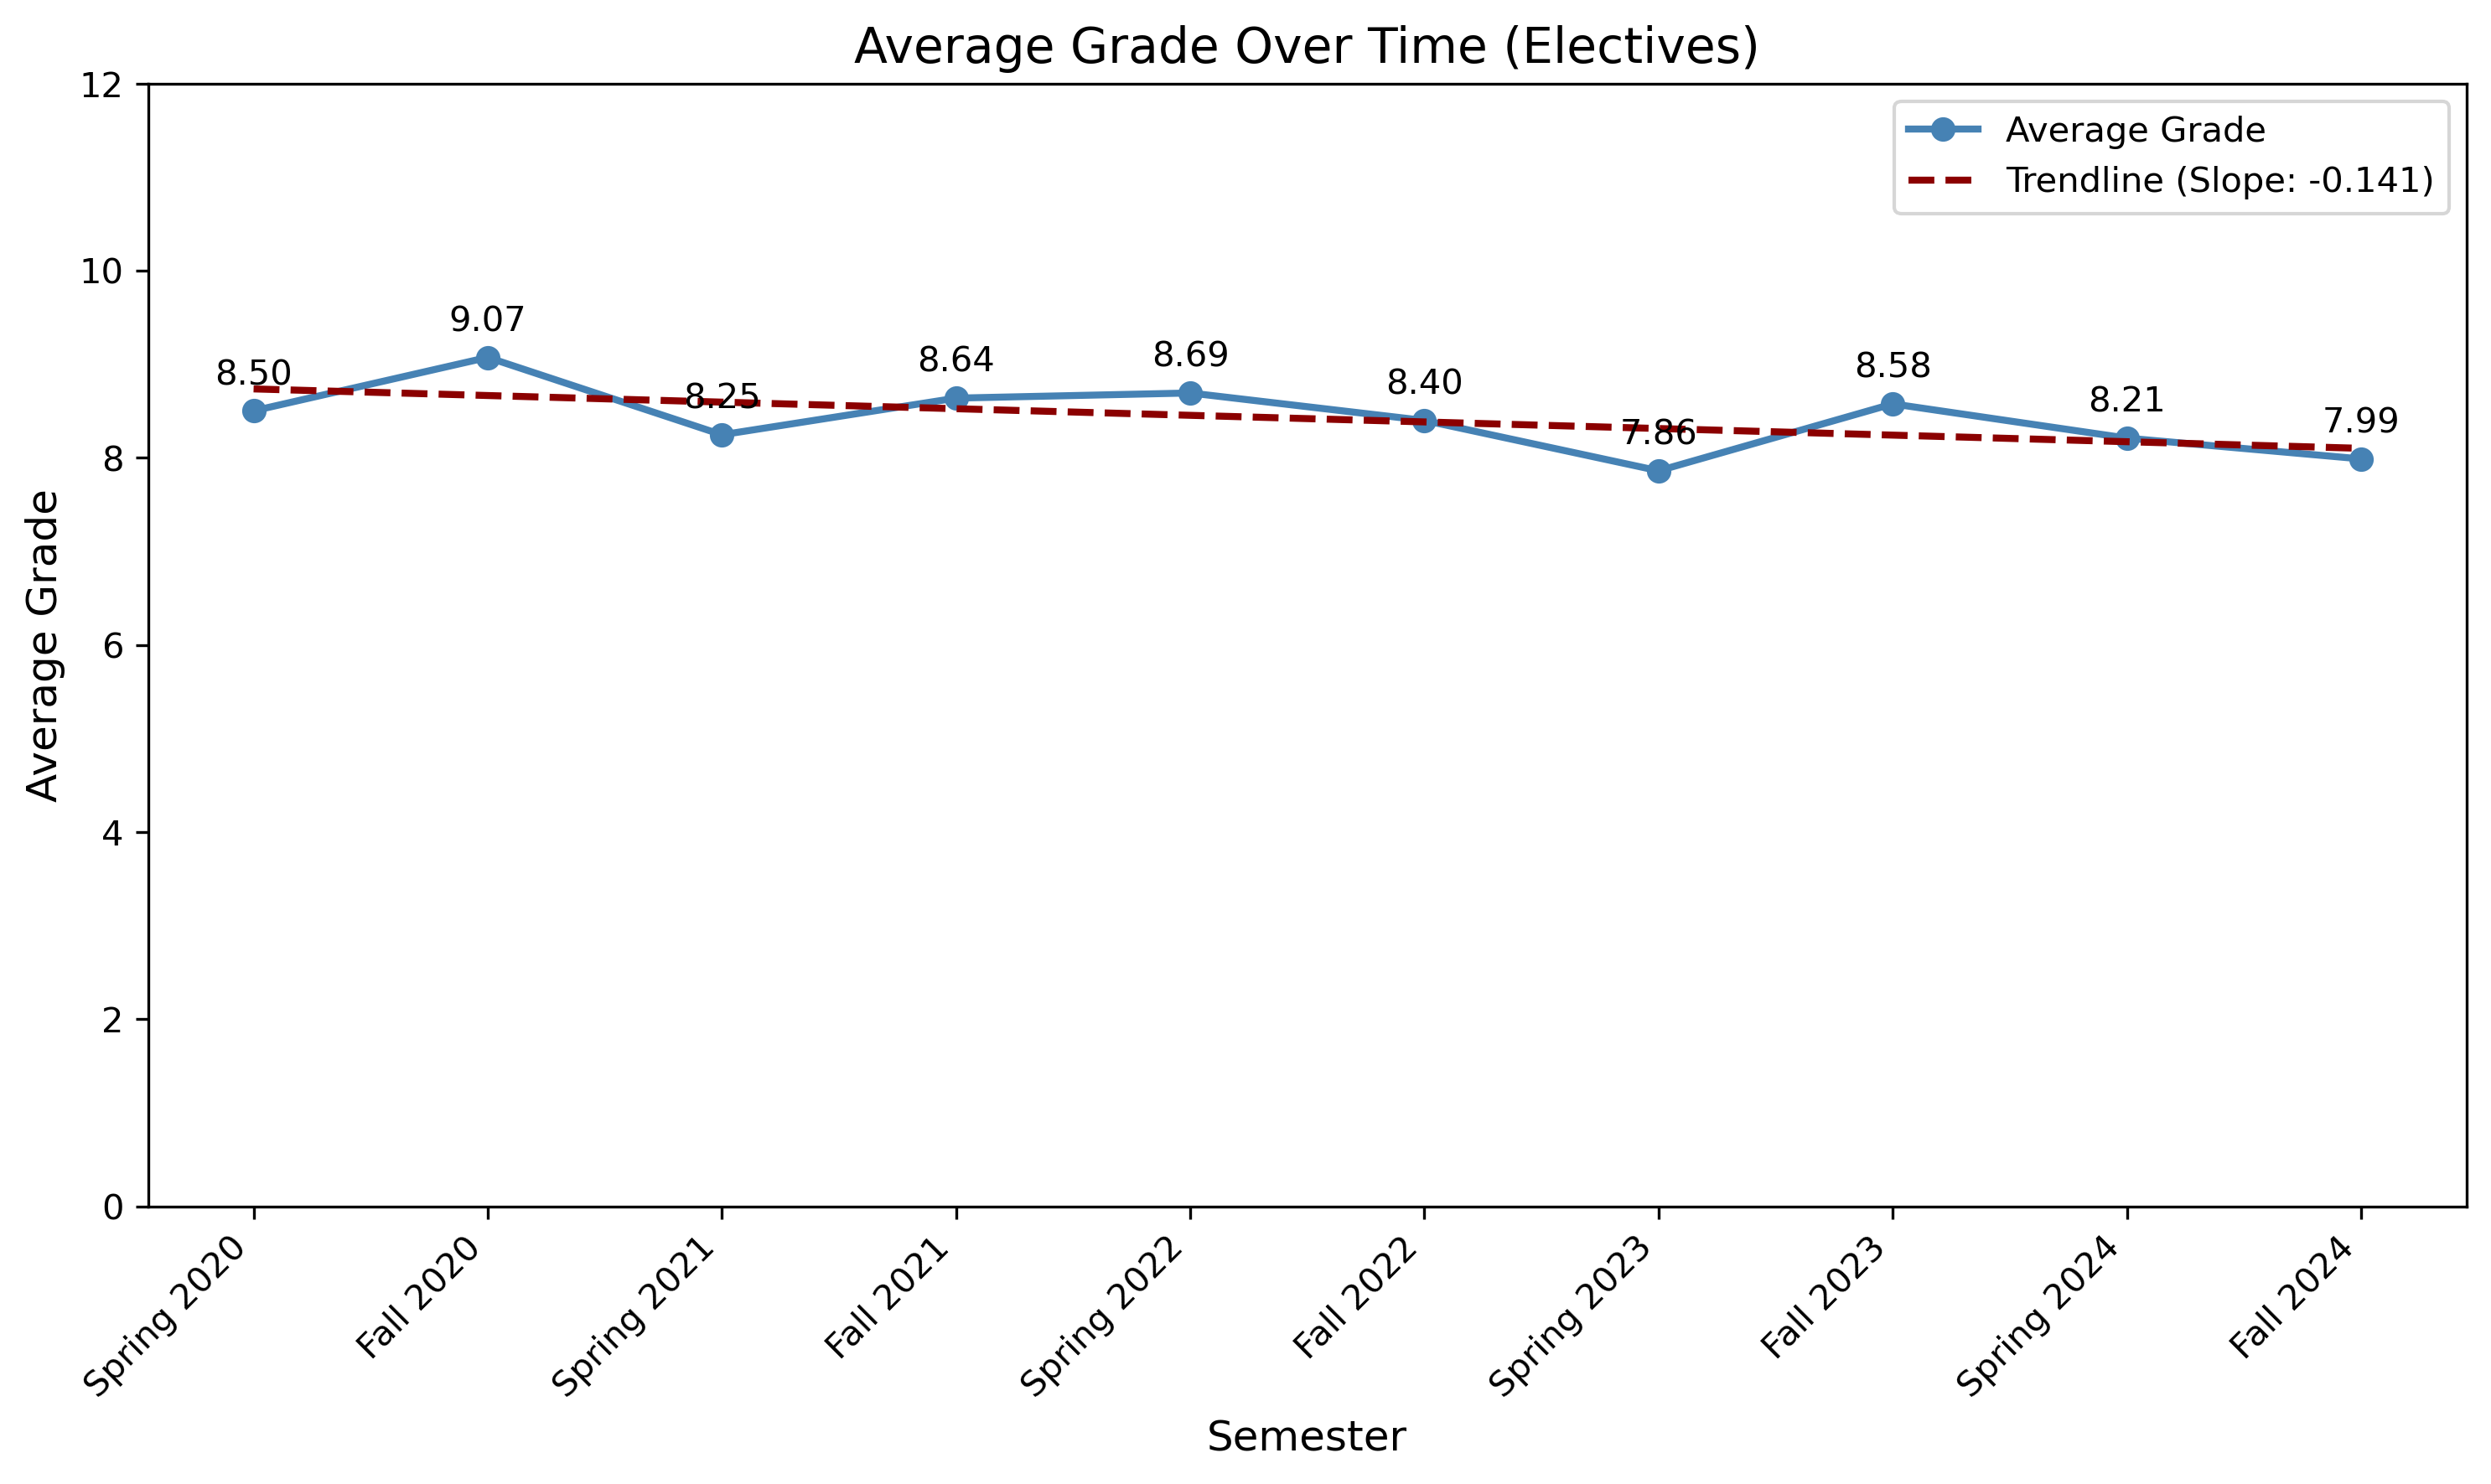 Average Grade Over Time (Electives)
12
10
8
6
4
2
0
Average Grade
Average Grade
Trendline (Slope: -0.141)
8.50
9.07
8.25
8.64
8.69
8.40
7.86
8.58
8.21
7.99
Spring 2020
Fall 2020
Spring 2021
Fall 2021
Spring 2022
Fall 2022
Spring 2023
Fall 2023
Spring 2024
Fall 2024
Semester